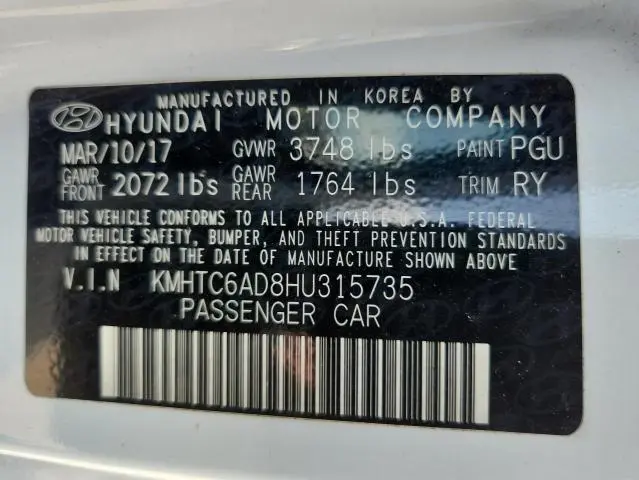 MANUFACTURED IN KOREA BY
HYUNDAI MOTOR COMPANY
MAR/10/17 GVWR 3748 lbs PAINT PGU
GAWR FRONT 2072 lbs GAWR REAR 1764 lbs TRIM RY
THIS VEHICLE CONFORMS TO ALL APPLICABLE U.S.A. FEDERAL
MOTOR VEHICLE SAFETY, BUMPER, AND THEFT PREVENTION STANDARDS
IN EFFECT ON THE DATE OF MANUFACTURE SHOWN ABOVE.
V.I.N KMHTC6AD8HU315735
PASSENGER CAR